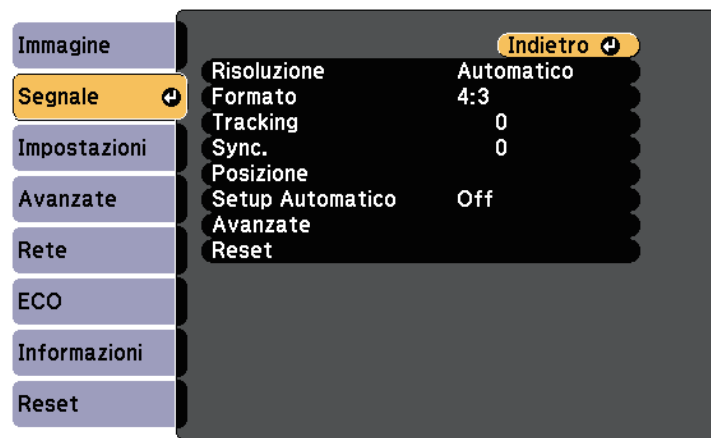 Immagine
Segnale
Impostazioni
Avanzate
Rete
ECO
Informazioni
Reset
Indietro
Risoluzione Automatico
Formato 4:3
Tracking 0
Sync. 0
Posizione
Setup Automatico Off
Avanzate
Reset